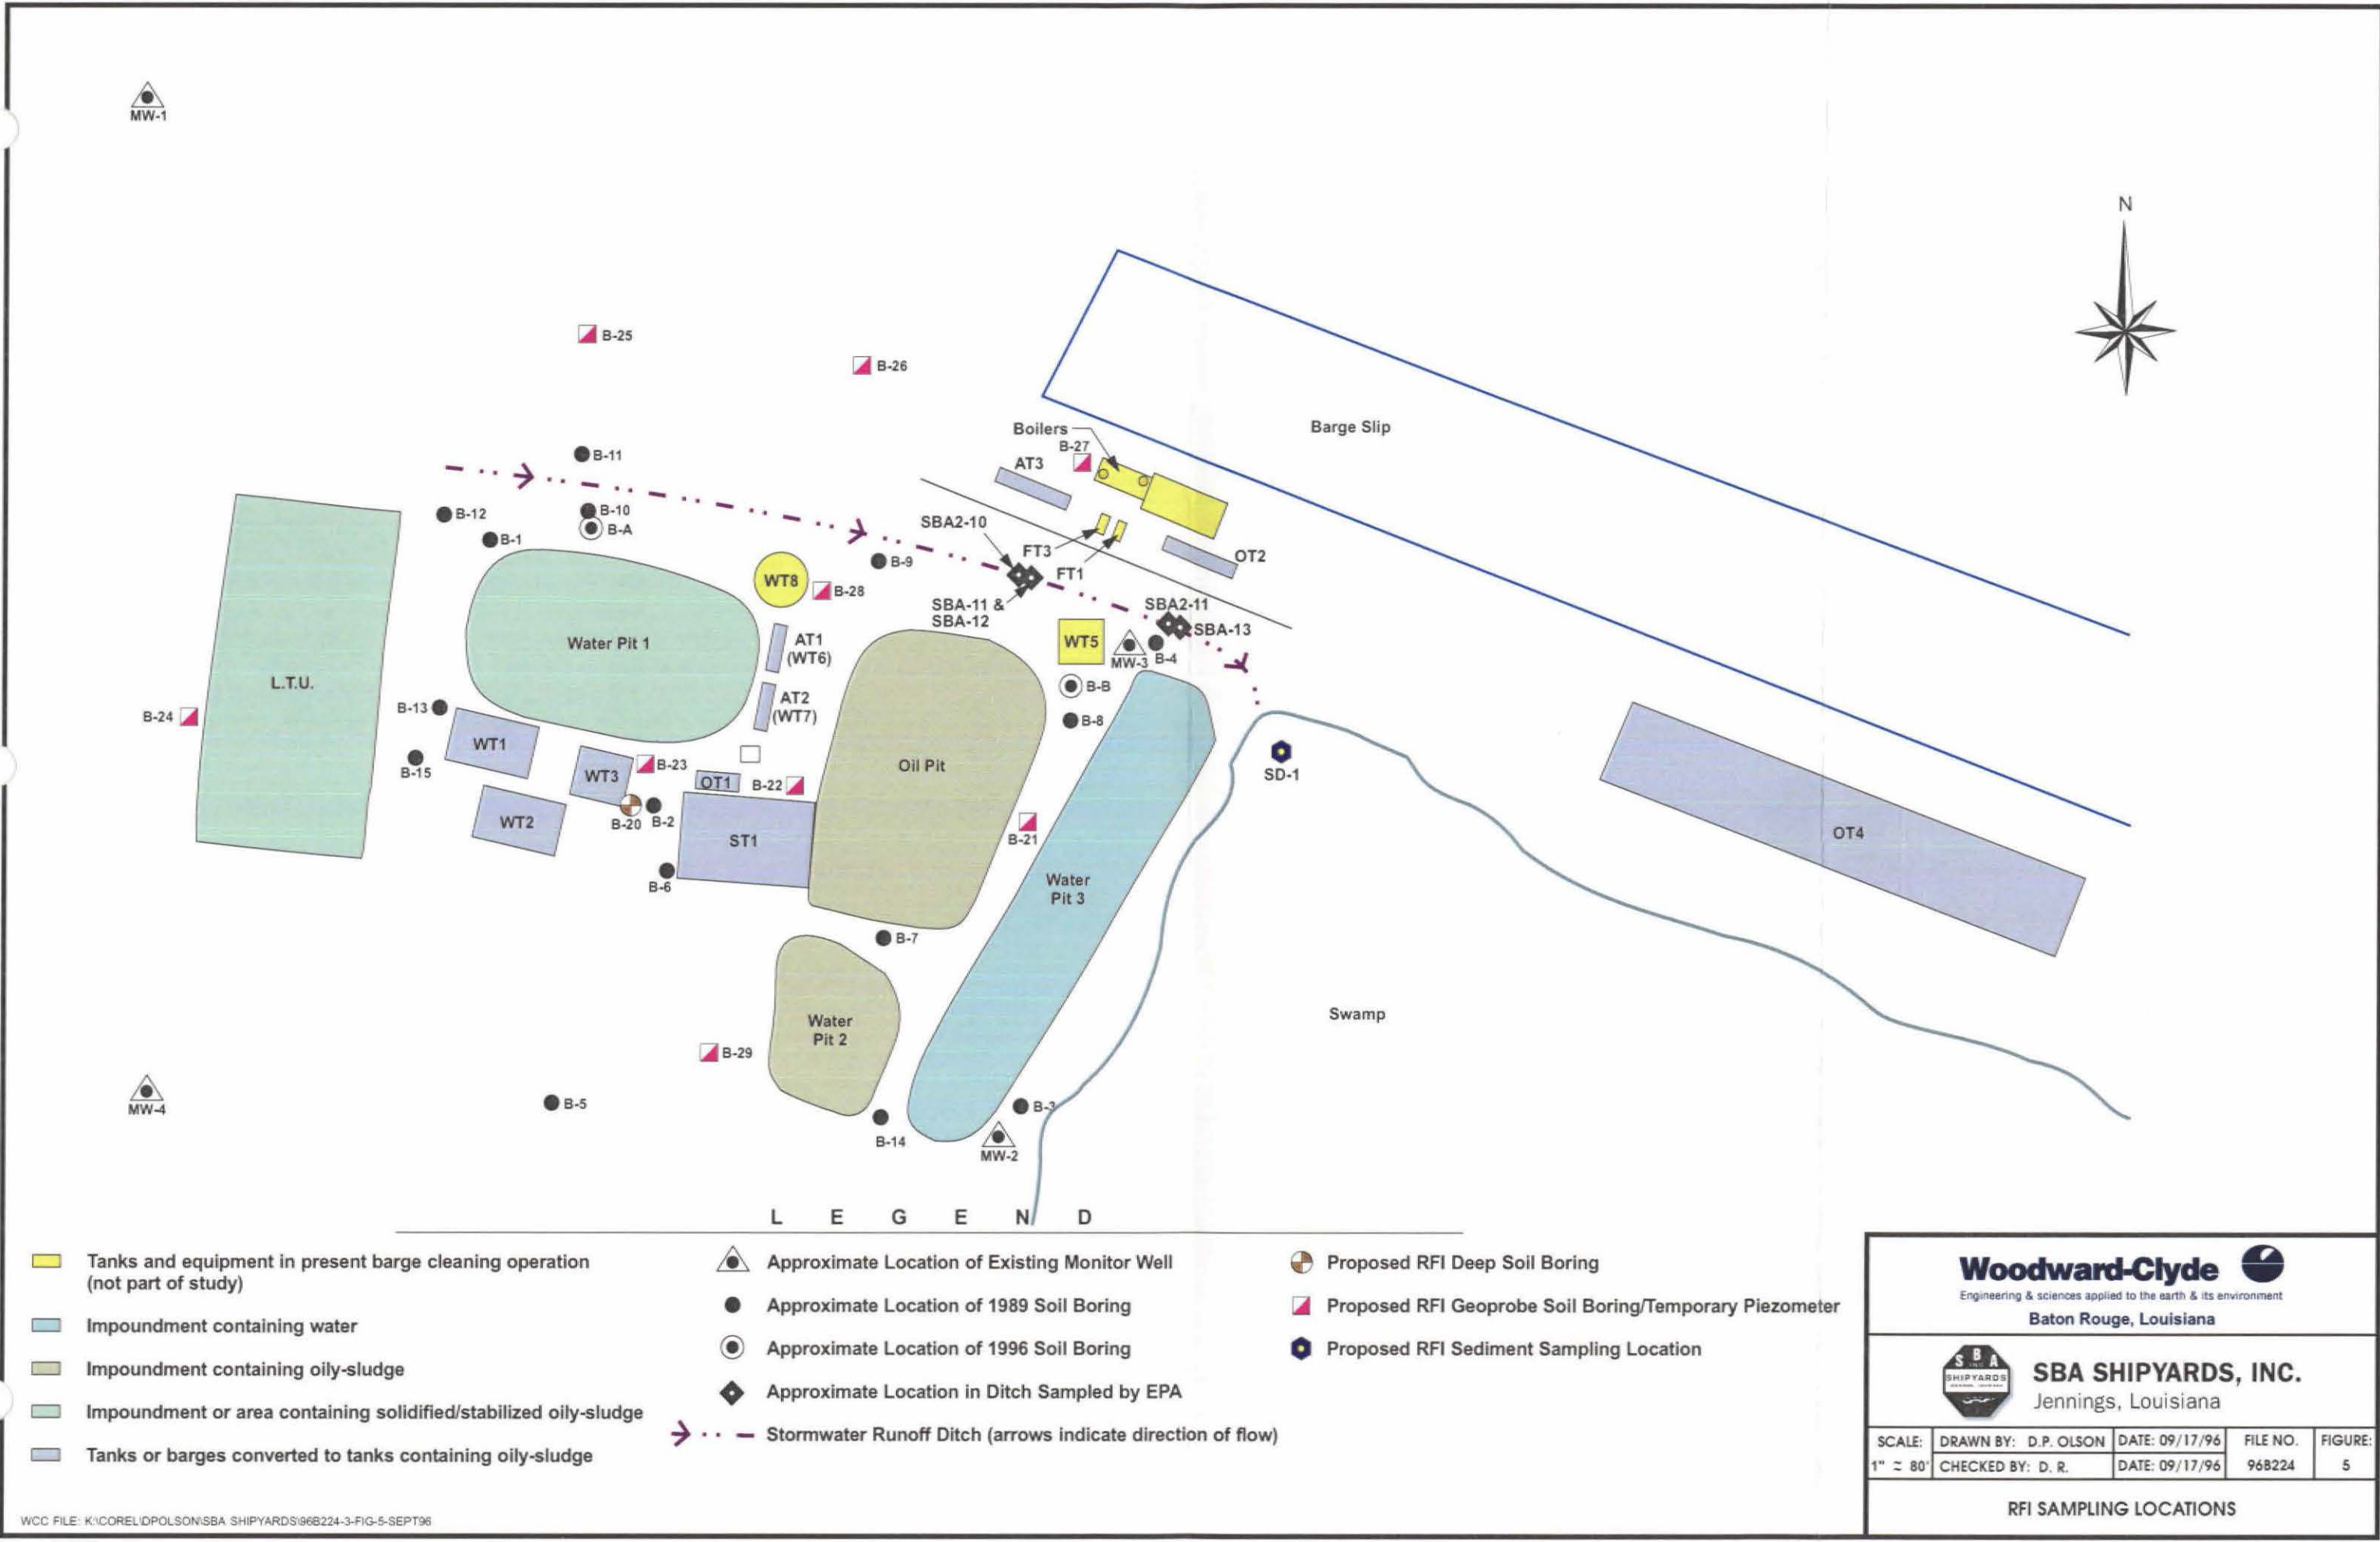 MW-1
N
B-25
B-26
Barge Slip
Boilers
B-27
AT3
B-11
B-12
B-10
B-A
B-1
SBA2-10
FT3
FT1
OT2
B-9
WT8
B-28
SBA-11 &
SBA-12
SBA2-11
SBA-13
WT5
MW-3
B-4
Water Pit 1
AT1
(WT6)
L.T.U.
B-B
AT2
(WT7)
B-13
B-24
B-8
WT1
Oil Pit
B-15
WT3
B-23
OT1
B-22
SD-1
WT2
B-20
B-2
ST1
B-21
OT4
B-6
Water
Pit 3
B-7
Water
Pit 2
Swamp
B-29
MW-4
B-5
B-3
B-14
MW-2
L E G E N D
Tanks and equipment in present barge cleaning operation
(not part of study)
Impoundment containing water
Impoundment containing oily-sludge
Impoundment or area containing solidified/stabilized oily-sludge
Tanks or barges converted to tanks containing oily-sludge
Approximate Location of Existing Monitor Well
Approximate Location of 1989 Soil Boring
Approximate Location of 1996 Soil Boring
Approximate Location in Ditch Sampled by EPA
Stormwater Runoff Ditch (arrows indicate direction of flow)
Proposed RFI Deep Soil Boring
Proposed RFI Geoprobe Soil Boring/Temporary Piezometer
Proposed RFI Sediment Sampling Location
Woodward-Clyde
Engineering & sciences applied to the earth & its environment
Baton Rouge, Louisiana
S B A
INC
SHIPYARDS
SBA SHIPYARDS, INC.
Jennings, Louisiana
SCALE: DRAWN BY: D.P. OLSON DATE: 09/17/96 FILE NO. FIGURE:
1" ≈ 80' CHECKED BY: D. R. DATE: 09/17/96 96B224 5
RFI SAMPLING LOCATIONS
WCC FILE: K:\COREL\DPOLSON\SBA SHIPYARDS\96B224-3-FIG-5-SEPT96